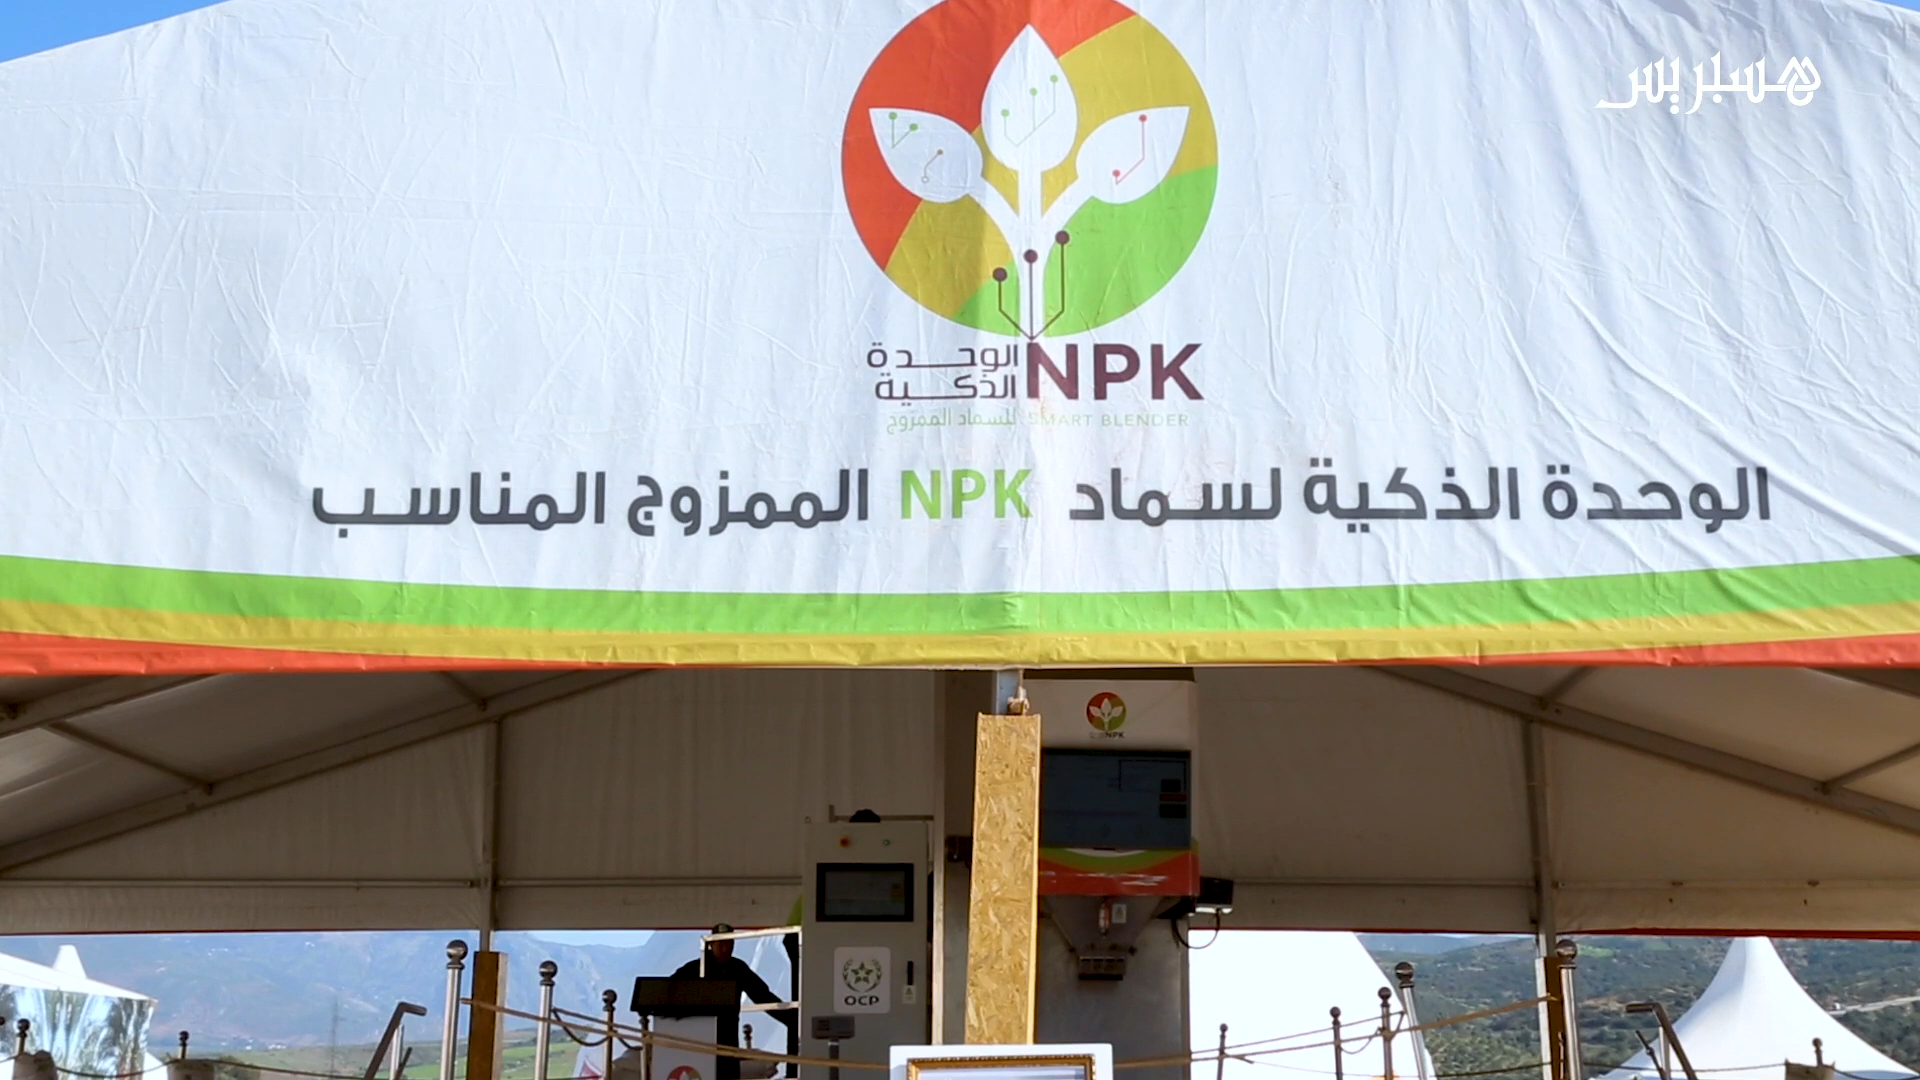 هسبريس
الوحدة NPK
الذكية
للسماد الممزوج SMART BLENDER
الوحدة الذكية لسماد NPK الممزوج المناسب
NPK
OCP